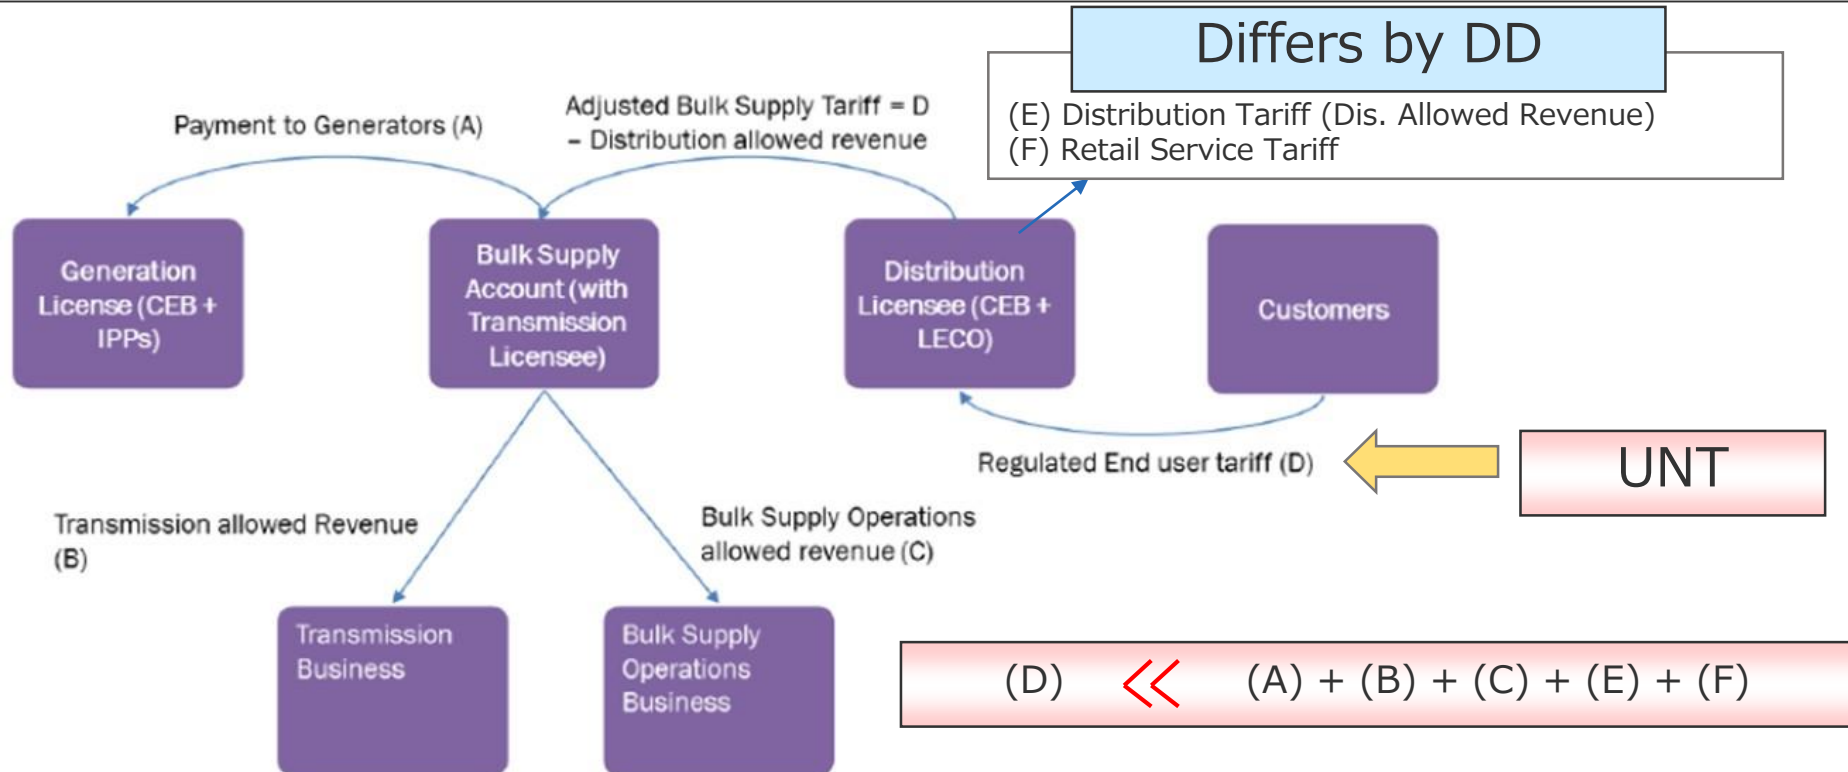 Differs by DD
(E) Distribution Tariff (Dis. Allowed Revenue)
(F) Retail Service Tariff
Payment to Generators (A)
Adjusted Bulk Supply Tariff = D
– Distribution allowed revenue
Generation
License (CEB +
IPPs)
Bulk Supply
Account (with
Transmission
Licensee)
Distribution
Licensee (CEB +
LECO)
Customers
Regulated End user tariff (D)
UNT
Transmission allowed Revenue
(B)
Bulk Supply Operations
allowed revenue (C)
Transmission
Business
Bulk Supply
Operations
Business
(D) << (A) + (B) + (C) + (E) + (F)